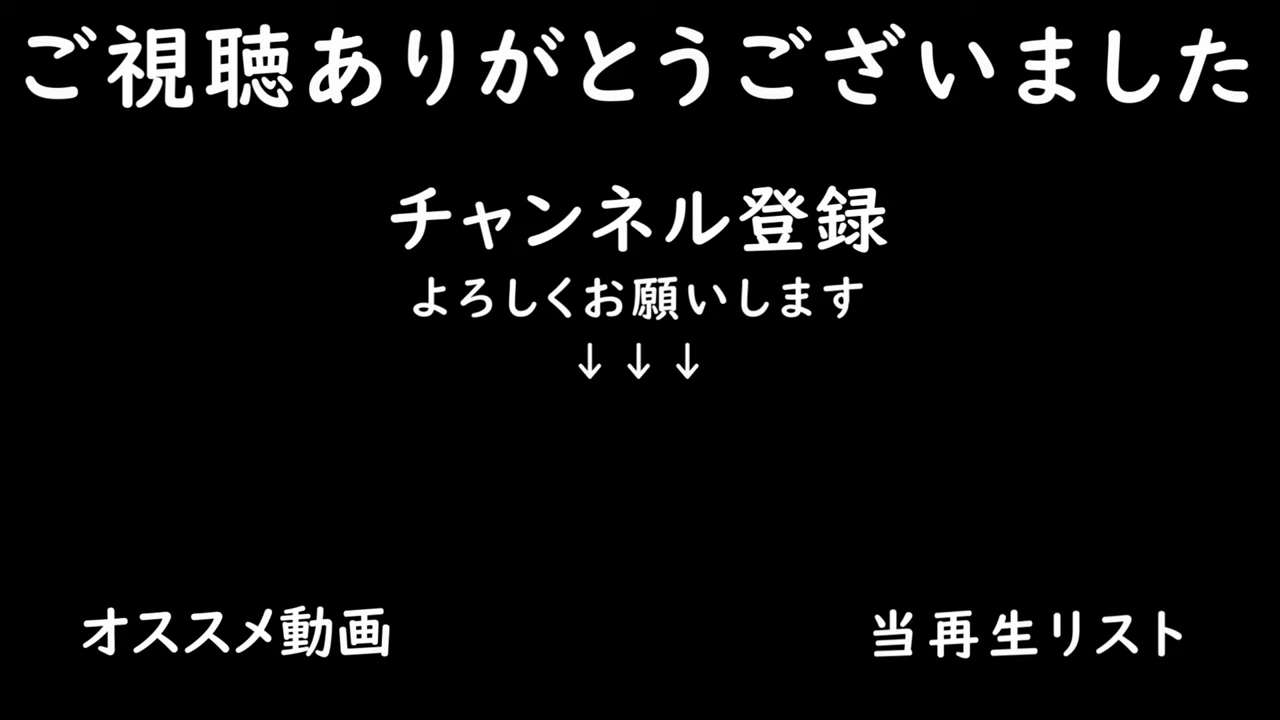 ご視聴ありがとうございました
チャンネル登録
よろしくお願いします
↓↓↓
オススメ動画
当再生リスト